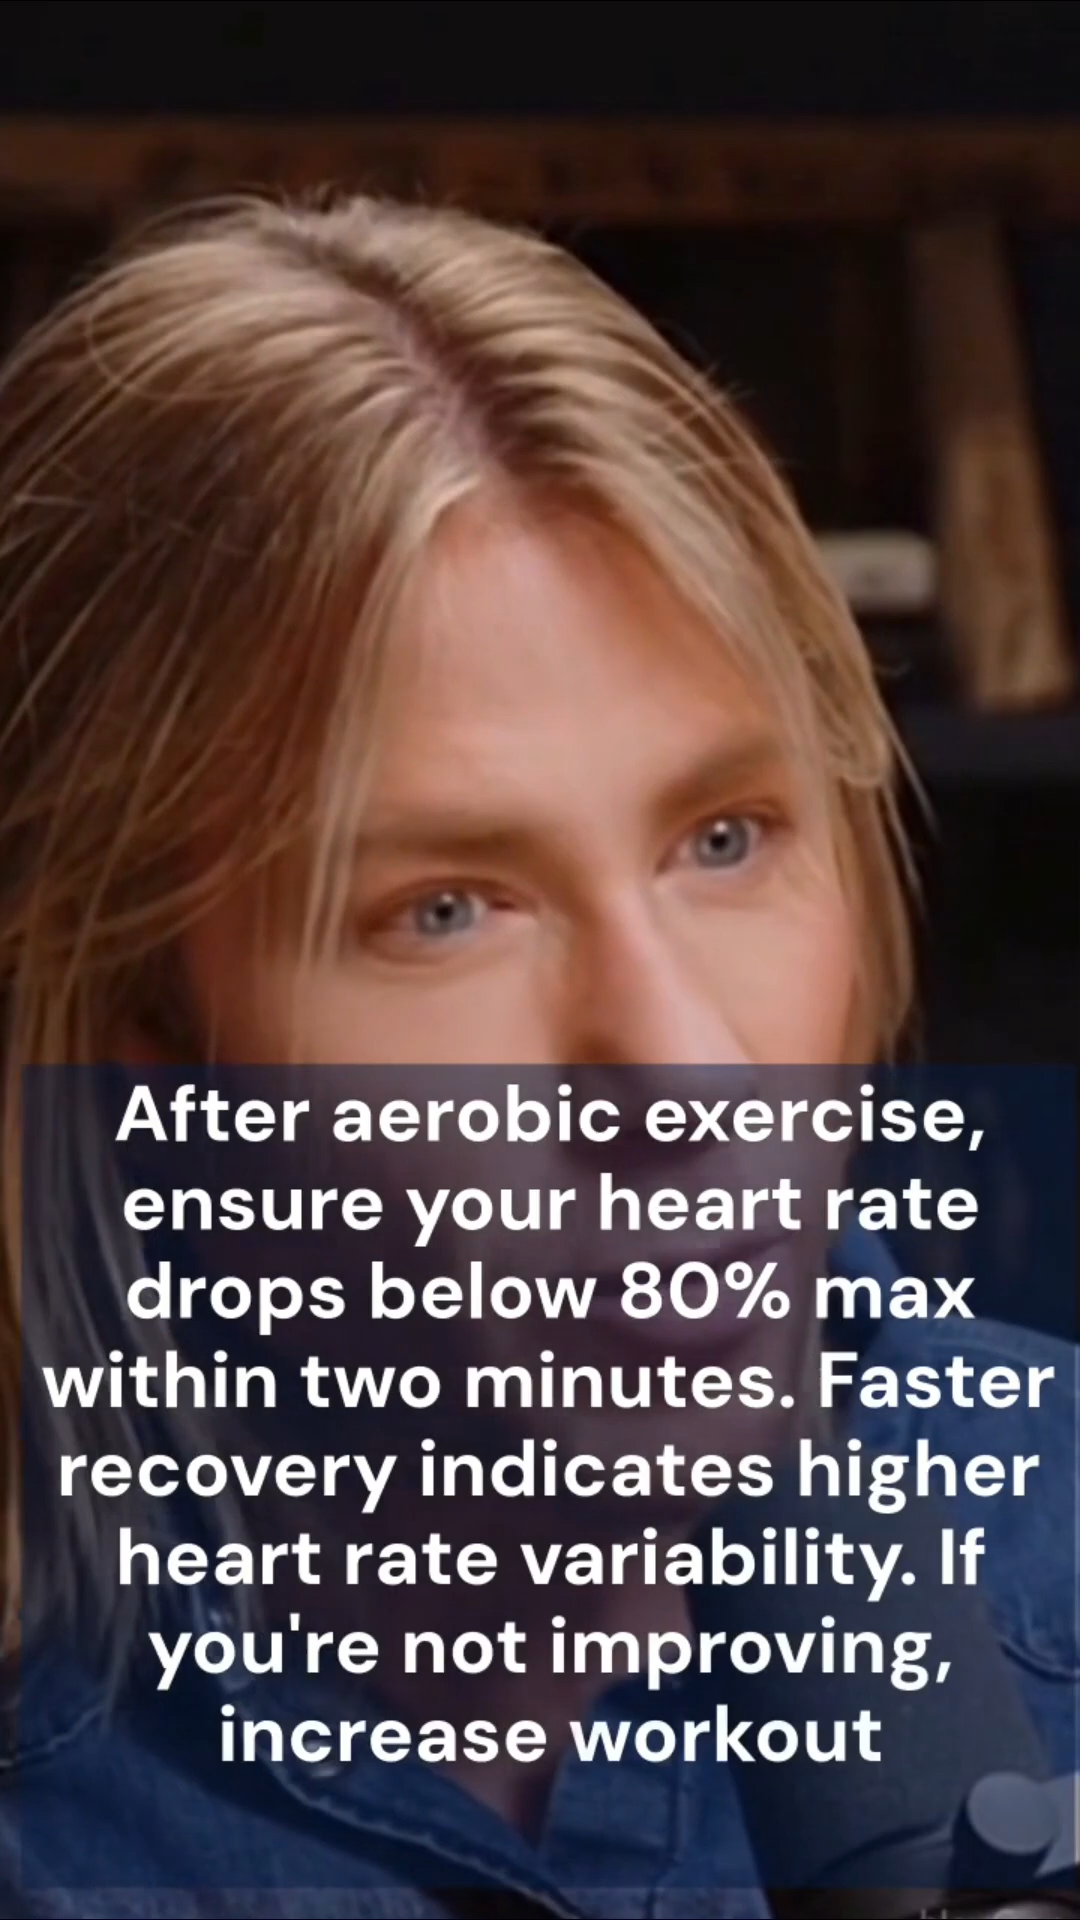 After aerobic exercise,
ensure your heart rate
drops below 80% max
within two minutes. Faster
recovery indicates higher
heart rate variability. If
you're not improving,
increase workout